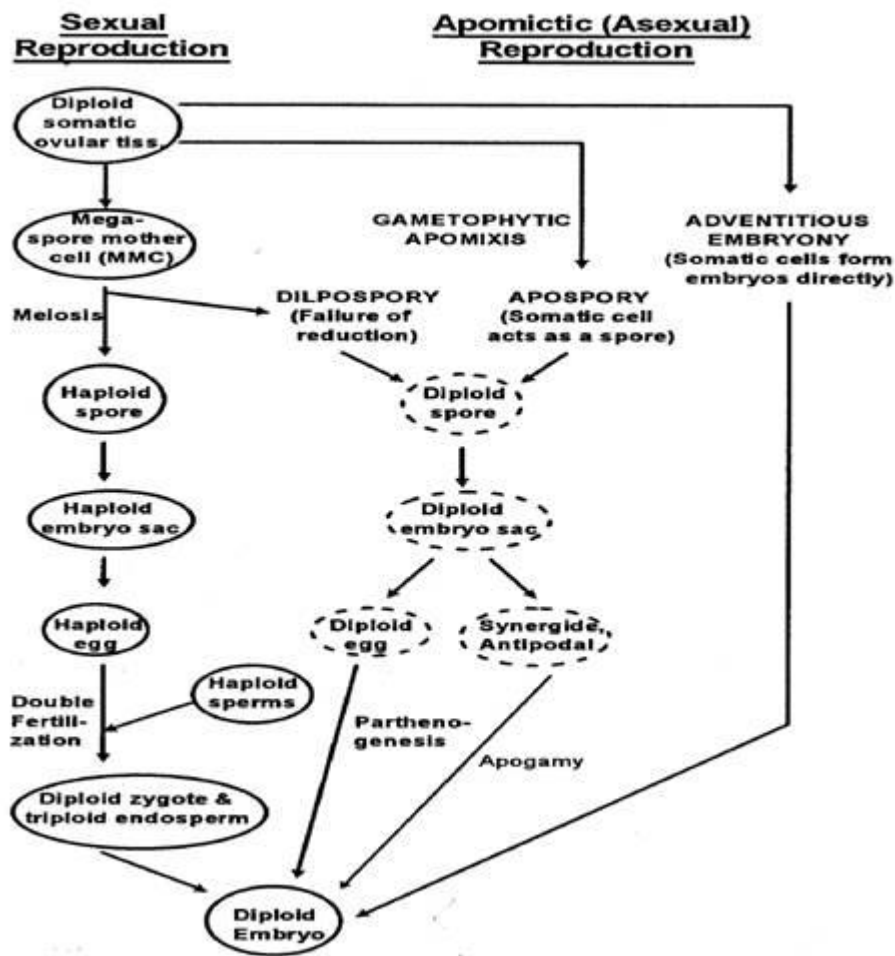 Sexual
Reproduction
Apomictic (Asexual)
Reproduction
Diploid
somatic
ovular tiss.
Mega-
spore mother
cell (MMC)
GAMETOPHYTIC
APOMIXIS
ADVENTITIOUS
EMBRYONY
(Somatic cells form
embryos directly)
Meiosis
DILPOSPORY
(Failure of
reduction)
APOSPORY
(Somatic cell
acts as a spore)
Haploid
spore
Diploid
spore
Haploid
embryo sac
Diploid
embryo sac
Haploid
egg
Diploid
egg
Synergide,
Antipodal
Haploid
sperms
Double
Fertili-
zation
Partheno-
genesis
Apogamy
Diploid zygote &
triploid endosperm
Diploid
Embryo